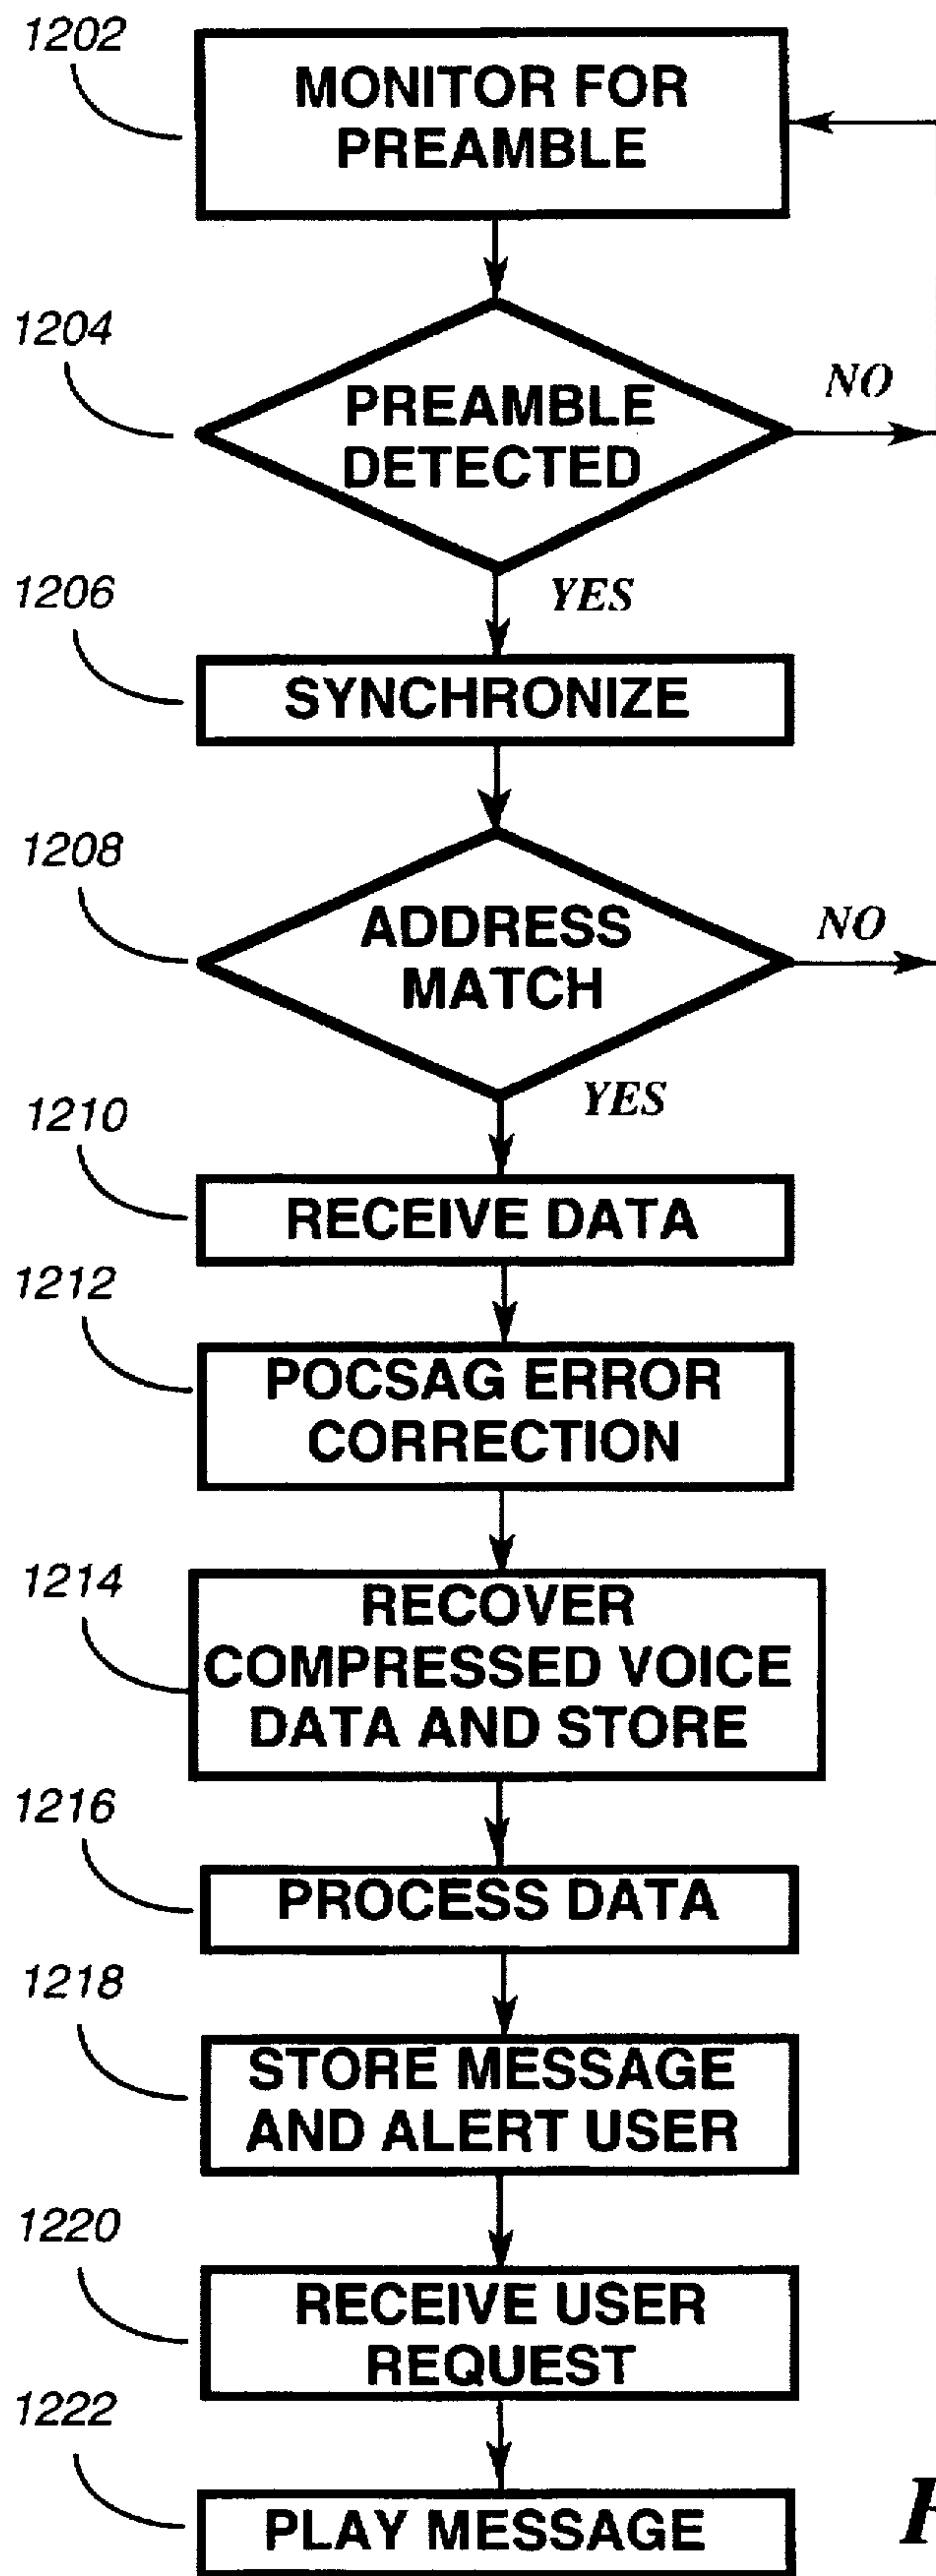 1202
MONITOR FOR
PREAMBLE
1204
PREAMBLE
DETECTED
NO
YES
1206
SYNCHRONIZE
1208
ADDRESS
MATCH
NO
YES
1210
RECEIVE DATA
1212
POCSAG ERROR
CORRECTION
1214
RECOVER
COMPRESSED VOICE
DATA AND STORE
1216
PROCESS DATA
1218
STORE MESSAGE
AND ALERT USER
1220
RECEIVE USER
REQUEST
1222
PLAY MESSAGE